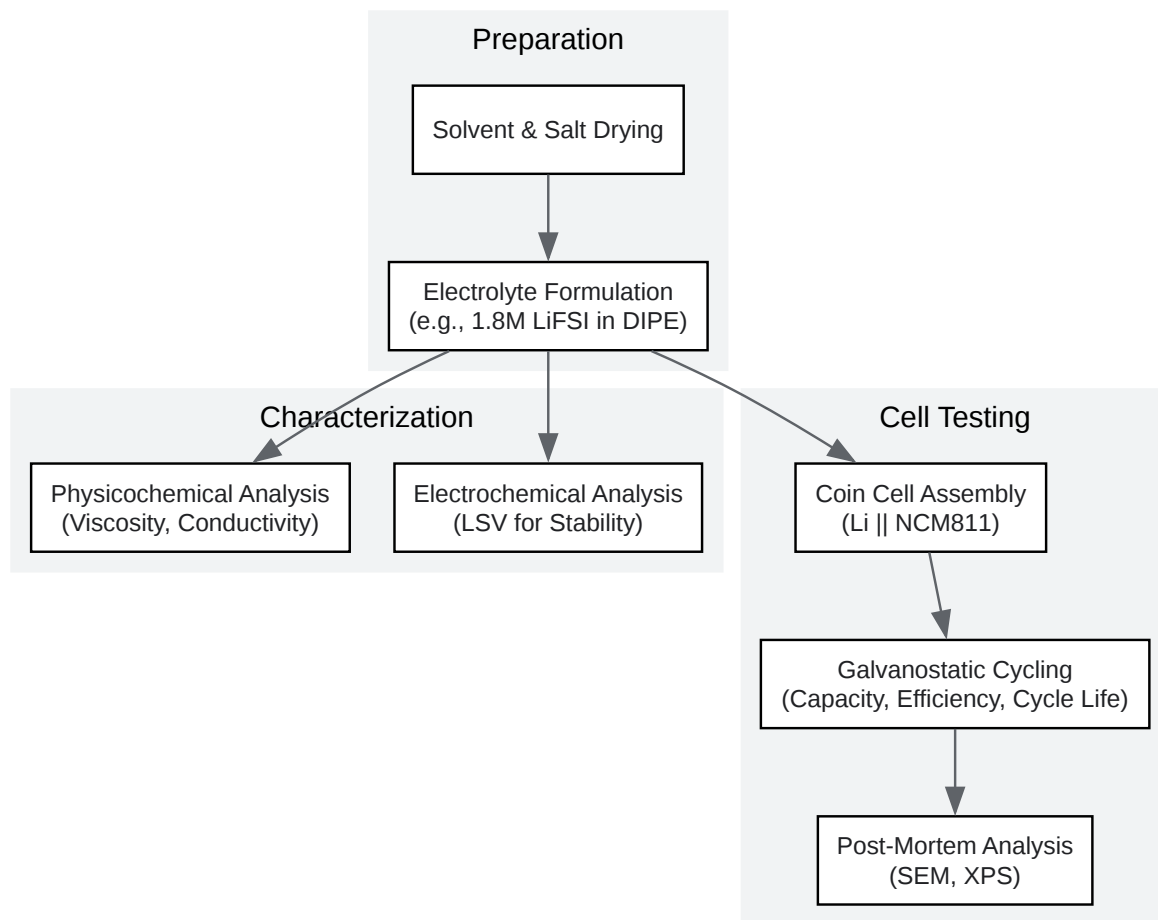 Preparation
Solvent & Salt Drying
Electrolyte Formulation
(e.g., 1.8M LiFSI in DIPE)
Characterization
Physicochemical Analysis
(Viscosity, Conductivity)
Electrochemical Analysis
(LSV for Stability)
Cell Testing
Coin Cell Assembly
(Li || NCM811)
Galvanostatic Cycling
(Capacity, Efficiency, Cycle Life)
Post-Mortem Analysis
(SEM, XPS)